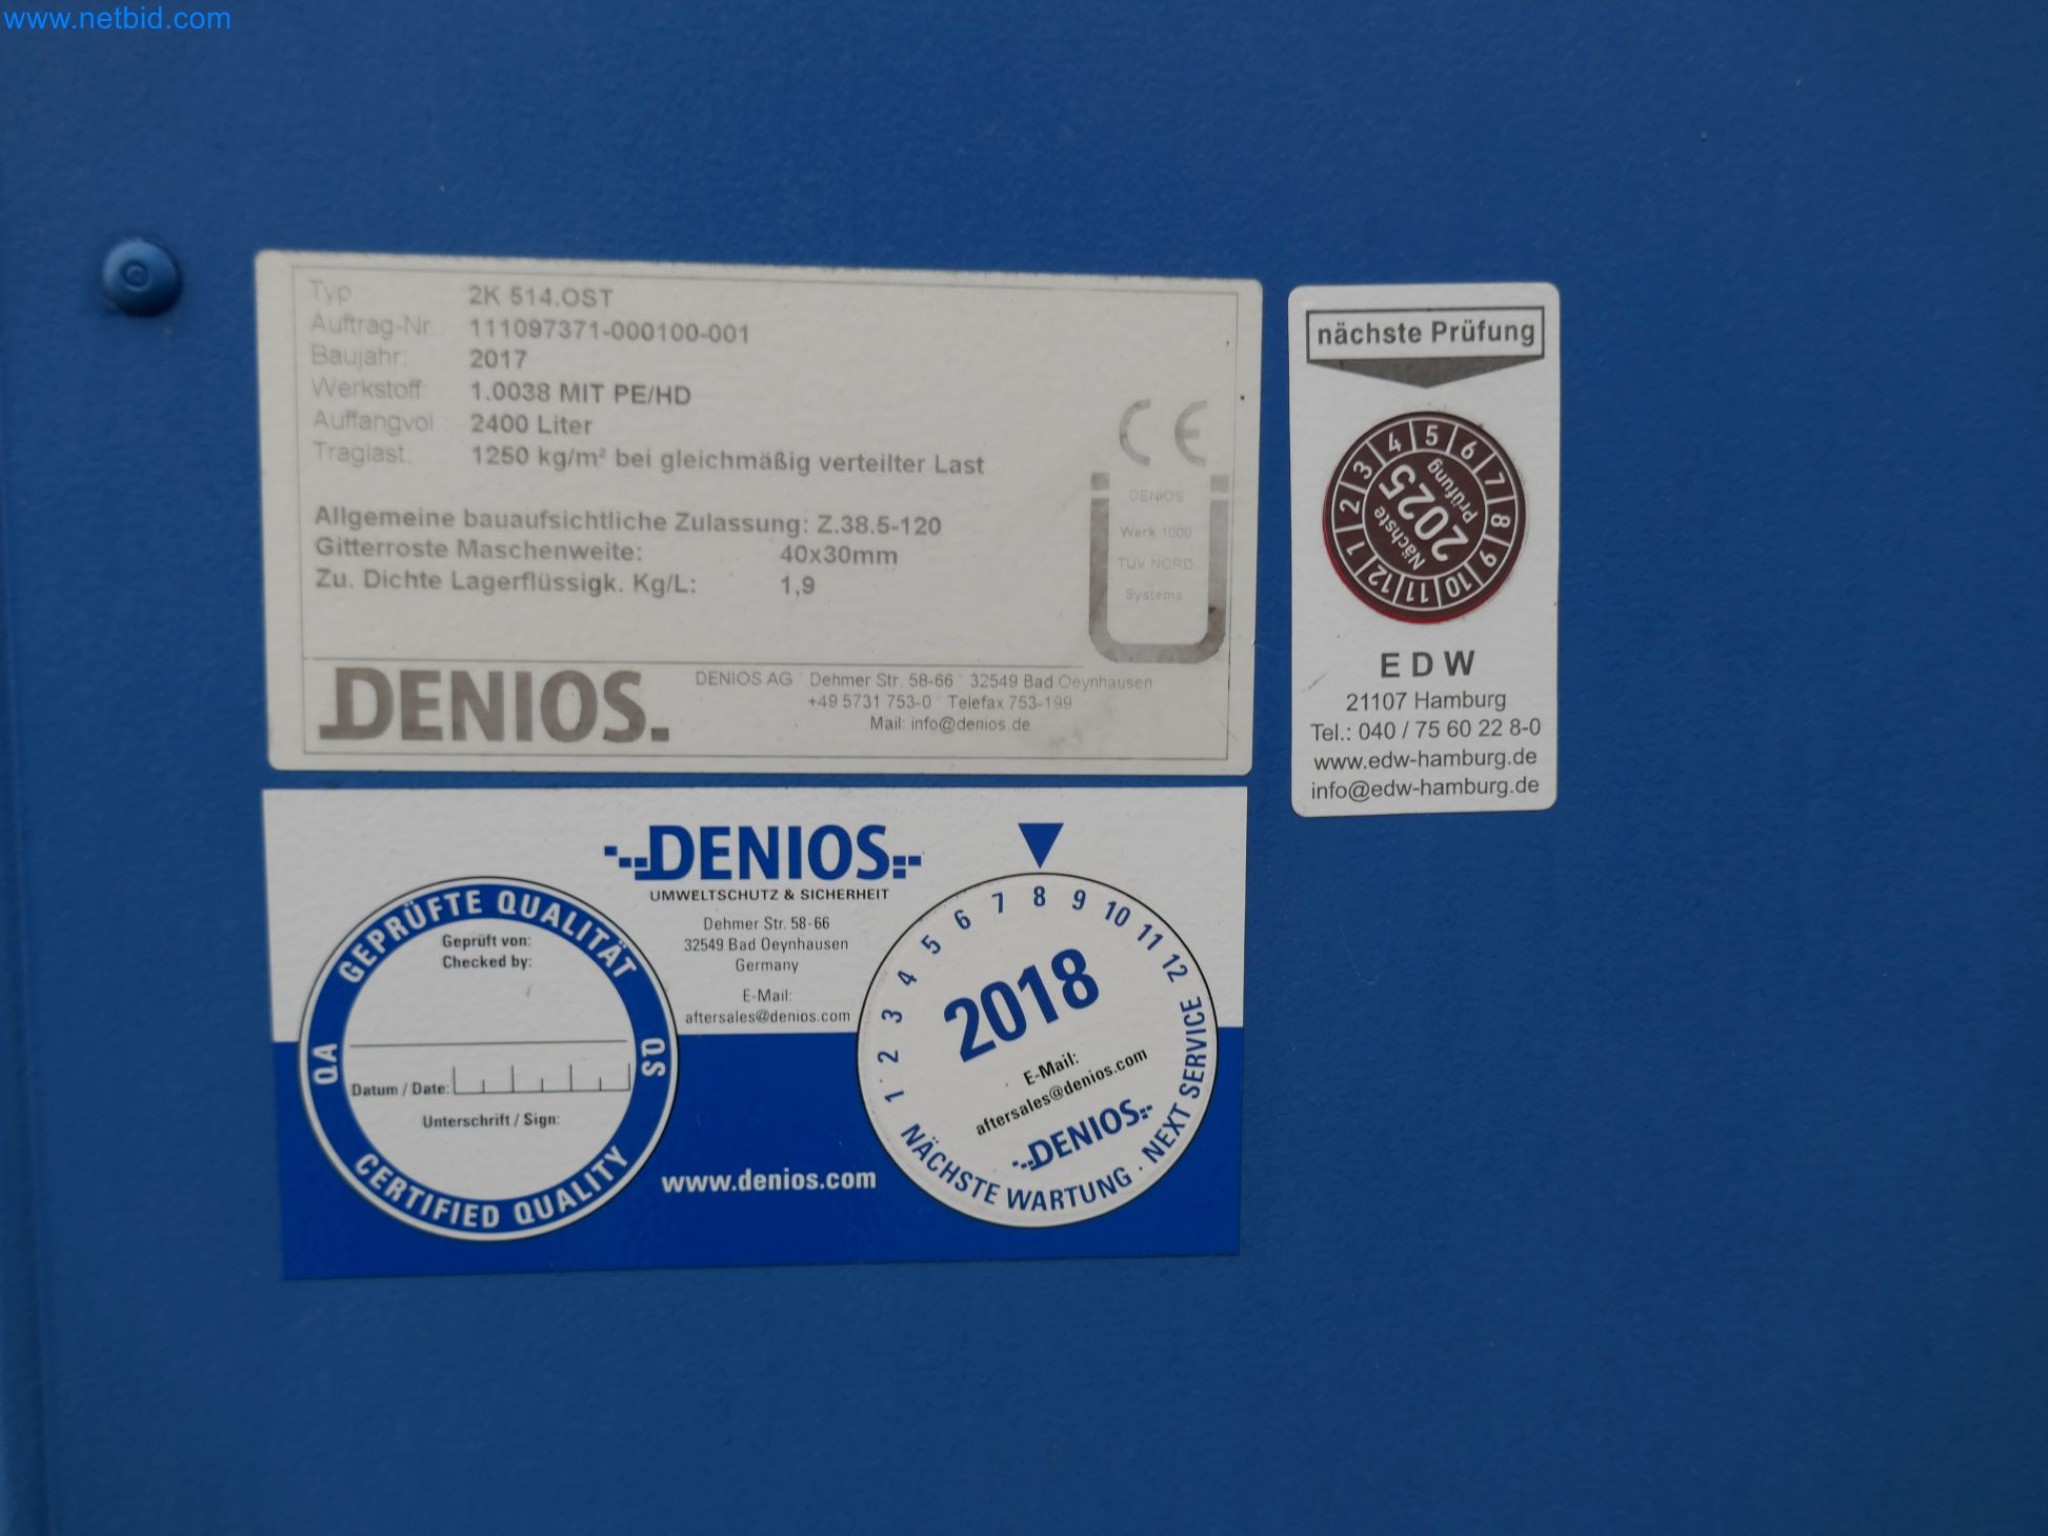 www.netbid.com
Typ: 2K 514.OST
Auftrag-Nr 111097371-000100-001
Baujahr: 2017
Werkstoff: 1.0038 MIT PE/HD
Auffangvol 2400 Liter
Traglast: 1250 kg/m² bei gleichmäßig verteilter Last
Allgemeine bauaufsichtliche Zulassung: Z.38.5-120
Gitterroste Maschenweite: 40x30mm
Zu. Dichte Lagerflüssigk. Kg/L: 1,9
CE
DENIOS
Werk 1000
TÜV NORD
Systems
DENIOS.
DENIOS AG Dehmer Str. 58-66 32549 Bad Oeynhausen
+49 5731 753-0 Telefax 753-199
Mail: info@denios.de
nächste Prüfung
1 2 3 4 5 6 7 8 9 10 11 12
Nächste
2025
Prüfung
EDW
21107 Hamburg
Tel.: 040 / 75 60 22 8-0
www.edw-hamburg.de
info@edw-hamburg.de
DENIOS
UMWELTSCHUTZ & SICHERHEIT
Dehmer Str. 58-66
32549 Bad Oeynhausen
Germany
E-Mail:
aftersales@denios.com
www.denios.com
GEPRÜFTE QUALITÄT
QA
QS
Geprüft von:
Checked by:
Datum / Date:
Unterschrift / Sign:
CERTIFIED QUALITY
1 2 3 4 5 6 7 8 9 10 11 12
2018
E-Mail:
aftersales@denios.com
DENIOS
NÄCHSTE WARTUNG · NEXT SERVICE